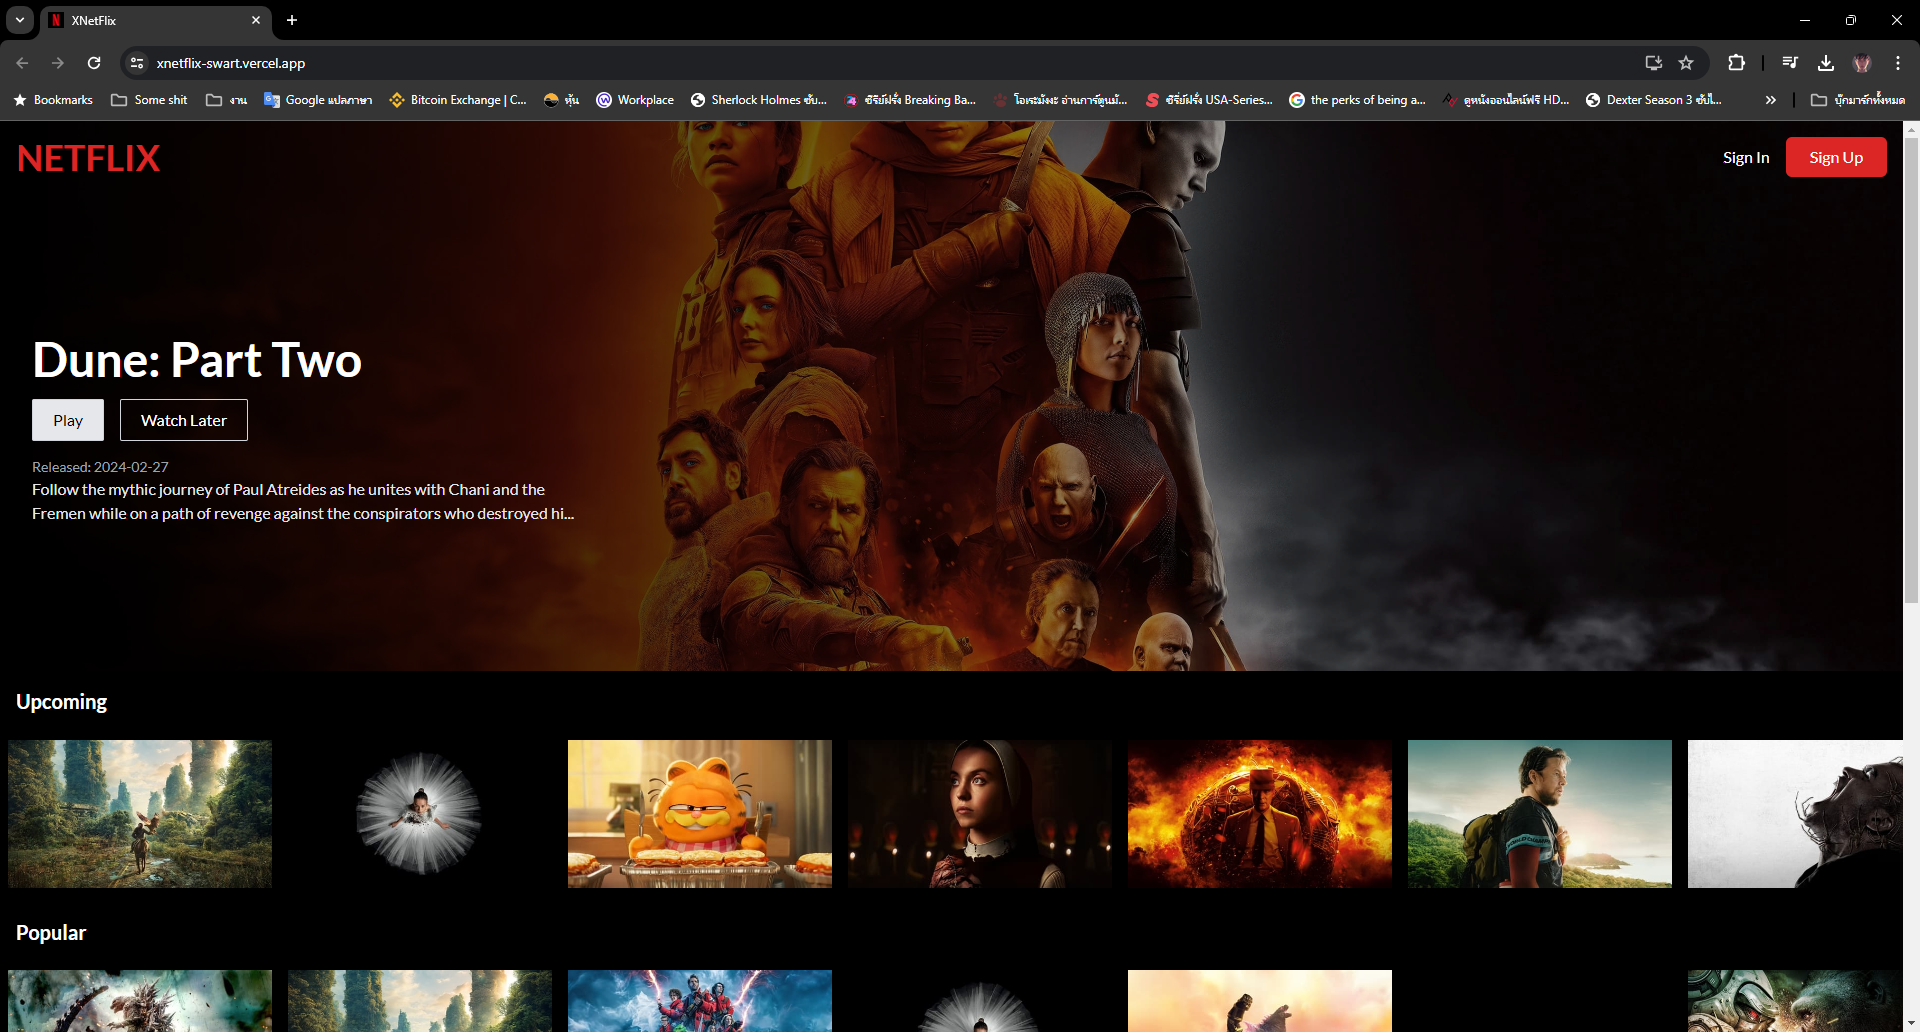 XNetFlix
xnetflix-swart.vercel.app
Bookmarks
Some shit
งาน
Google แปลภาษา
Bitcoin Exchange | C...
หุ้น
Workplace
Sherlock Holmes ซับ...
ซีรีย์ฝรั่ง Breaking Ba...
โอเระมังงะ อ่านการ์ตูนมั...
ซีรี่ย์ฝรั่ง USA-Series...
the perks of being a...
ดูหนังออนไลน์ฟรี HD...
Dexter Season 3 ซับไ...
บุ๊กมาร์กทั้งหมด
NETFLIX
Sign In
Sign Up
Dune: Part Two
Play
Watch Later
Released: 2024-02-27
Follow the mythic journey of Paul Atreides as he unites with Chani and the
Fremen while on a path of revenge against the conspirators who destroyed hi...
Upcoming
Popular